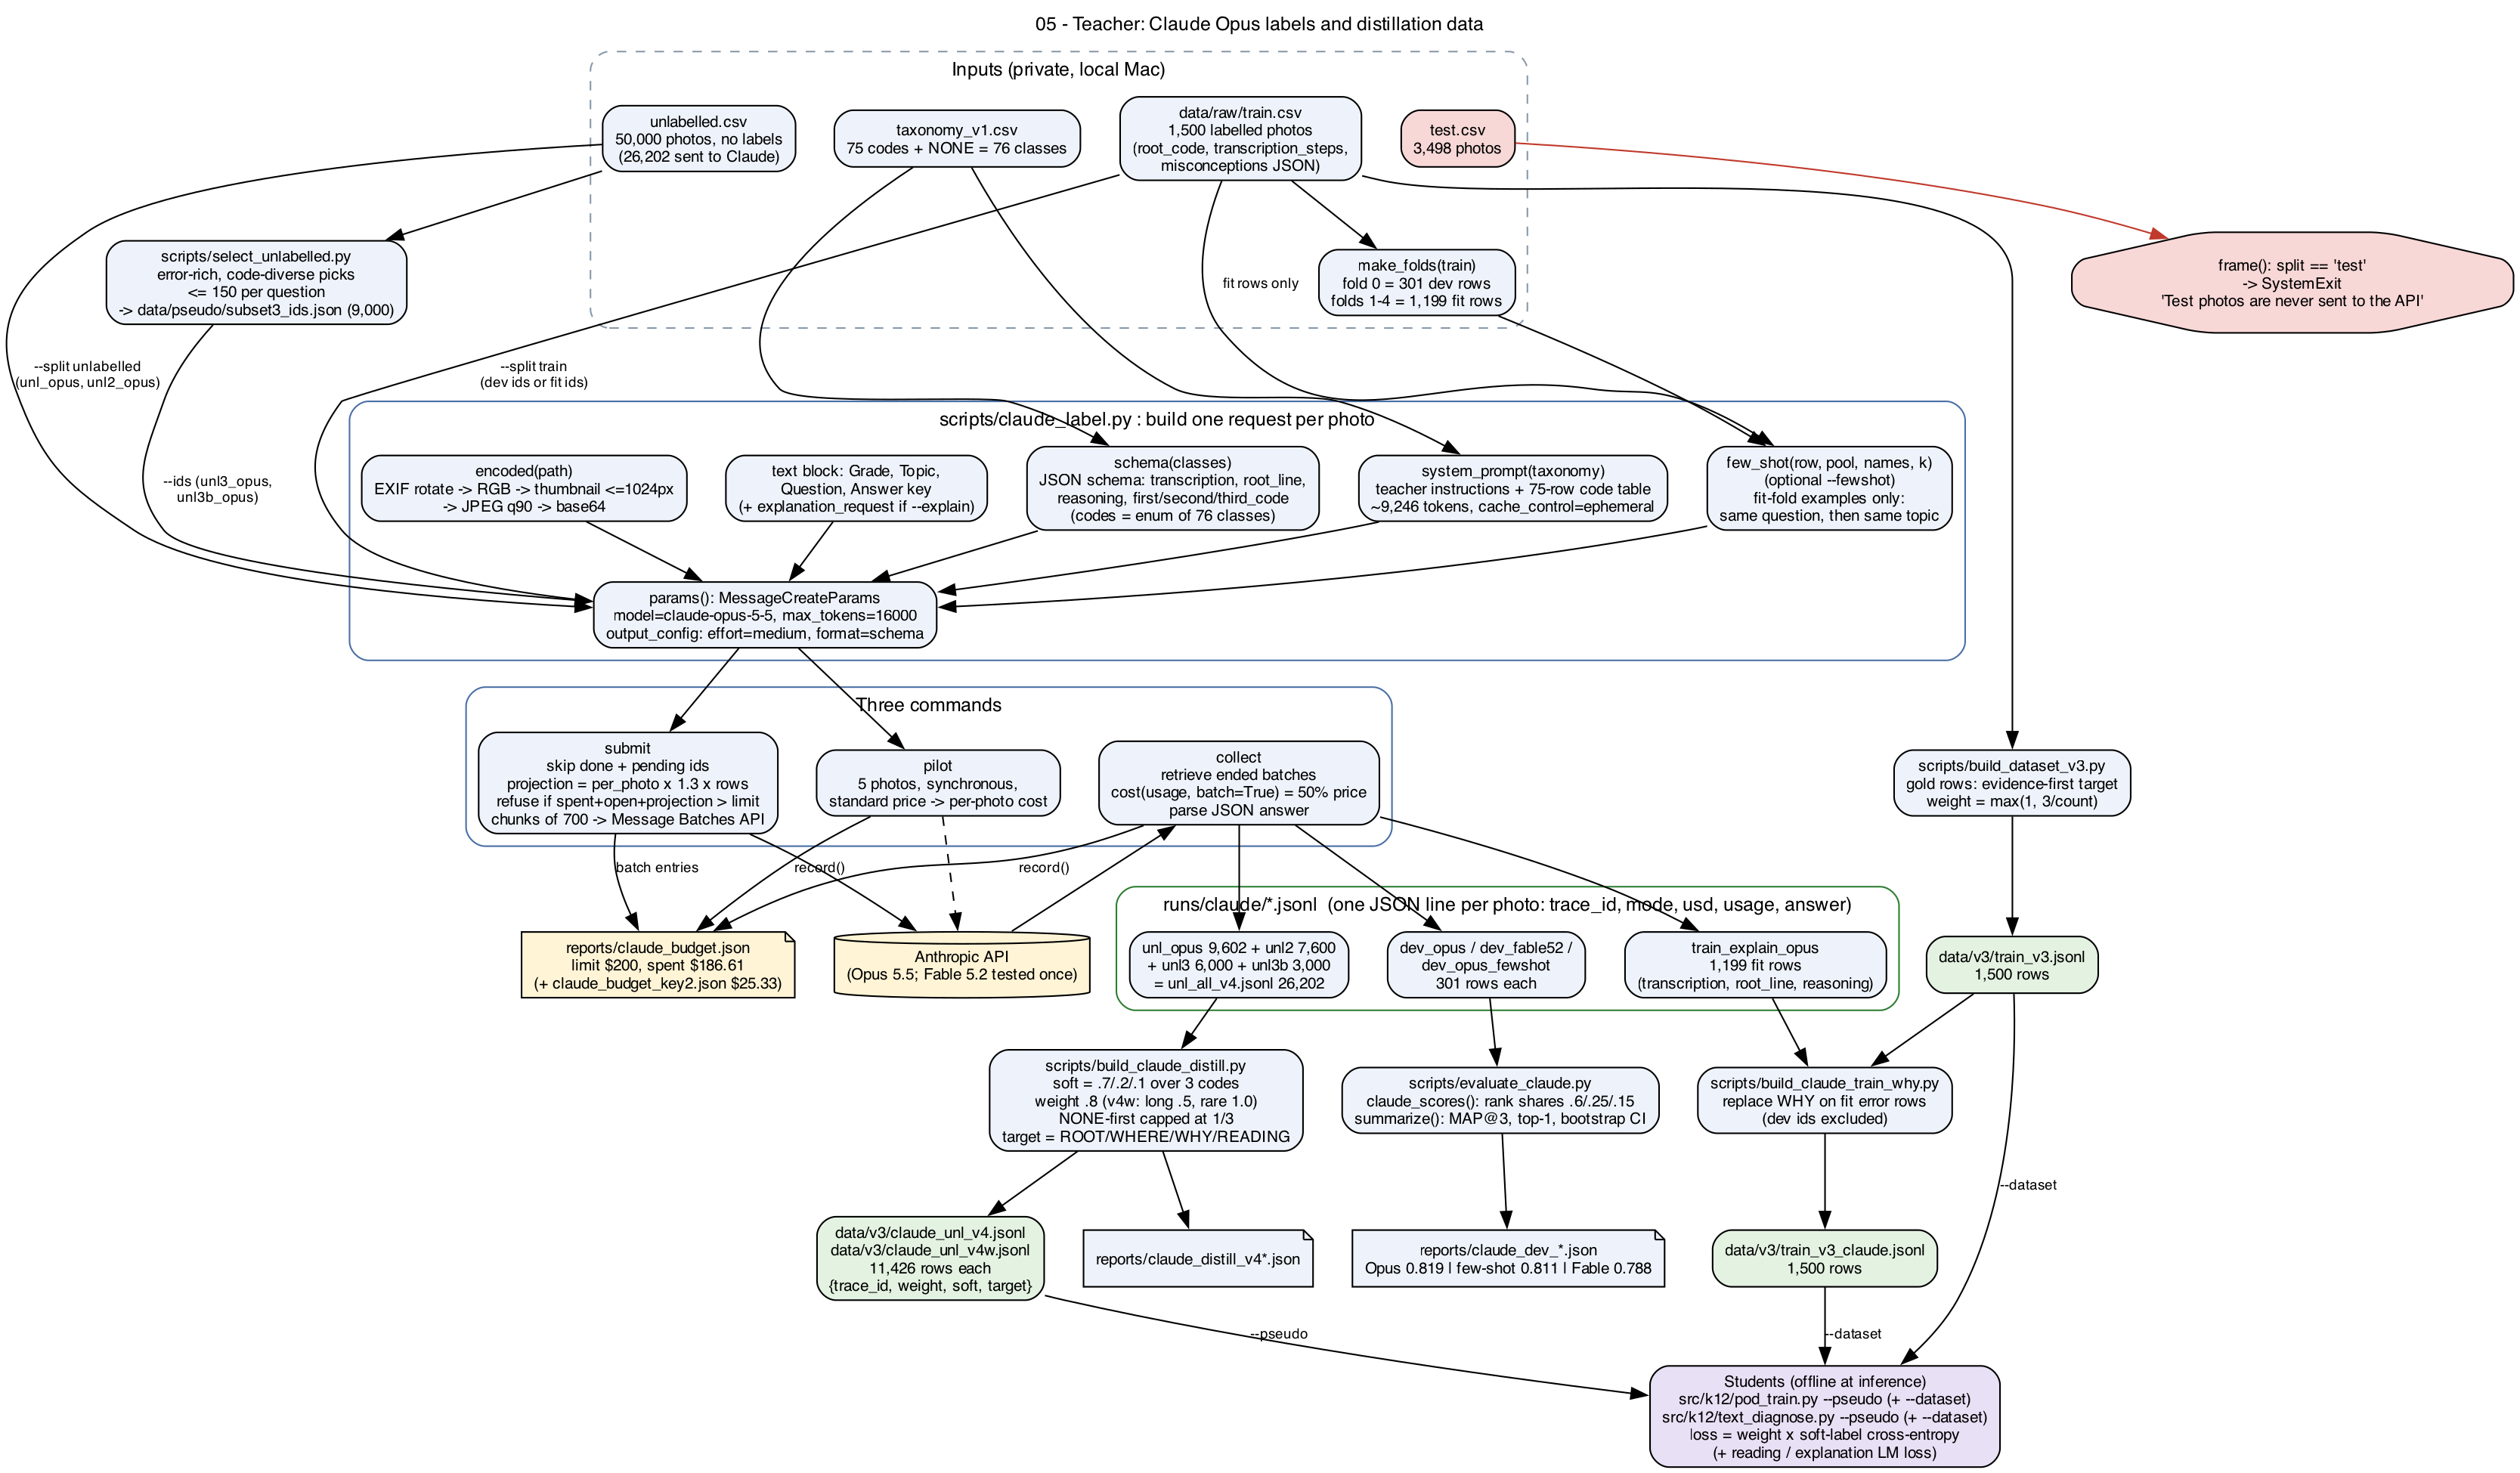 05 - Teacher: Claude Opus labels and distillation data
Inputs (private, local Mac)
unlabelled.csv
50,000 photos, no labels
(26,202 sent to Claude)
taxonomy_v1.csv
75 codes + NONE = 76 classes
data/raw/train.csv
1,500 labelled photos
(root_code, transcription_steps,
misconceptions JSON)
test.csv
3,498 photos
scripts/select_unlabelled.py
error-rich, code-diverse picks
<= 150 per question
-> data/pseudo/subset3_ids.json (9,000)
fit rows only
make_folds(train)
fold 0 = 301 dev rows
folds 1-4 = 1,199 fit rows
frame(): split == 'test'
-> SystemExit
'Test photos are never sent to the API'
--split unlabelled
(unl_opus, unl2_opus)
--split train
(dev ids or fit ids)
--ids (unl3_opus,
unl3b_opus)
scripts/claude_label.py : build one request per photo
encoded(path)
EXIF rotate -> RGB -> thumbnail <=1024px
-> JPEG q90 -> base64
text block: Grade, Topic,
Question, Answer key
(+ explanation_request if --explain)
schema(classes)
JSON schema: transcription, root_line,
reasoning, first/second/third_code
(codes = enum of 76 classes)
system_prompt(taxonomy)
teacher instructions + 75-row code table
~9,246 tokens, cache_control=ephemeral
few_shot(row, pool, names, k)
(optional --fewshot)
fit-fold examples only:
same question, then same topic
params(): MessageCreateParams
model=claude-opus-5-5, max_tokens=16000
output_config: effort=medium, format=schema
Three commands
submit
skip done + pending ids
projection = per_photo x 1.3 x rows
refuse if spent+open+projection > limit
chunks of 700 -> Message Batches API
pilot
5 photos, synchronous,
standard price -> per-photo cost
collect
retrieve ended batches
cost(usage, batch=True) = 50% price
parse JSON answer
scripts/build_dataset_v3.py
gold rows: evidence-first target
weight = max(1, 3/count)
batch entries
record()
record()
runs/claude/*.jsonl (one JSON line per photo: trace_id, mode, usd, usage, answer)
reports/claude_budget.json
limit $200, spent $186.61
(+ claude_budget_key2.json $25.33)
Anthropic API
(Opus 5.5; Fable 5.2 tested once)
unl_opus 9,602 + unl2 7,600
+ unl3 6,000 + unl3b 3,000
= unl_all_v4.jsonl 26,202
dev_opus / dev_fable52 /
dev_opus_fewshot
301 rows each
train_explain_opus
1,199 fit rows
(transcription, root_line, reasoning)
data/v3/train_v3.jsonl
1,500 rows
scripts/build_claude_distill.py
soft = .7/.2/.1 over 3 codes
weight .8 (v4w: long .5, rare 1.0)
NONE-first capped at 1/3
target = ROOT/WHERE/WHY/READING
scripts/evaluate_claude.py
claude_scores(): rank shares .6/.25/.15
summarize(): MAP@3, top-1, bootstrap CI
scripts/build_claude_train_why.py
replace WHY on fit error rows
(dev ids excluded)
--dataset
data/v3/claude_unl_v4.jsonl
data/v3/claude_unl_v4w.jsonl
11,426 rows each
{trace_id, weight, soft, target}
reports/claude_distill_v4*.json
reports/claude_dev_*.json
Opus 0.819 | few-shot 0.811 | Fable 0.788
data/v3/train_v3_claude.jsonl
1,500 rows
--pseudo
--dataset
Students (offline at inference)
src/k12/pod_train.py --pseudo (+ --dataset)
src/k12/text_diagnose.py --pseudo (+ --dataset)
loss = weight x soft-label cross-entropy
(+ reading / explanation LM loss)